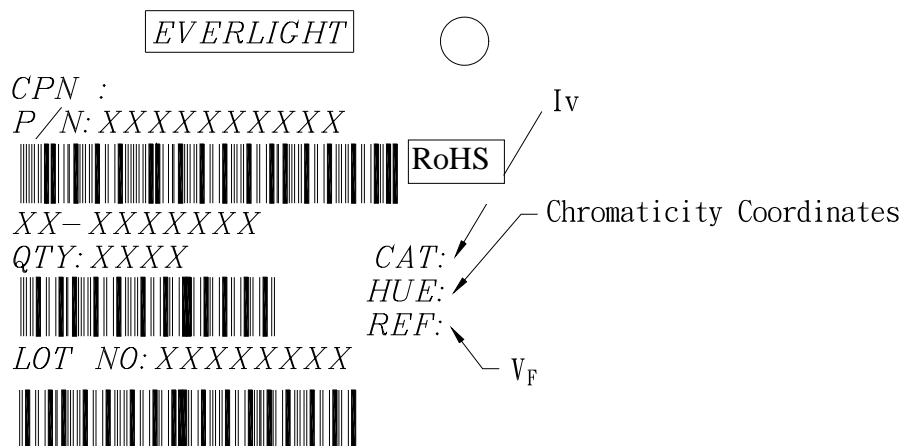 EVERLIGHT
CPN :
P/N: XXXXXXXXXX
Iv
RoHS
XX-XXXXXXX
Chromaticity Coordinates
QTY: XXXX
CAT:
HUE:
REF:
LOT NO: XXXXXXXX
VF